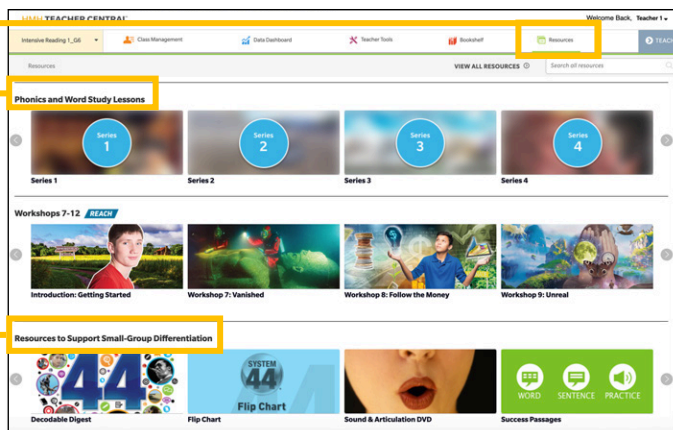 HMH TEACHER CENTRAL
Welcome Back, Teacher 1
Intensive Reading 1_G6
Class Management
Data Dashboard
Teacher Tools
Bookshelf
Resources
TEACH
Resources
VIEW ALL RESOURCES
Search all resources
Phonics and Word Study Lessons
Series 1
Series 2
Series 3
Series 4
Series 1
Series 2
Series 3
Series 4
Workshops 7-12 REACH
Introduction: Getting Started
Workshop 7: Vanished
Workshop 8: Follow the Money
Workshop 9: Unreal
Resources to Support Small-Group Differentiation
44
SYSTEM
44
Flip Chart
WORD
SENTENCE
PRACTICE
Decodable Digest
Flip Chart
Sound & Articulation DVD
Success Passages